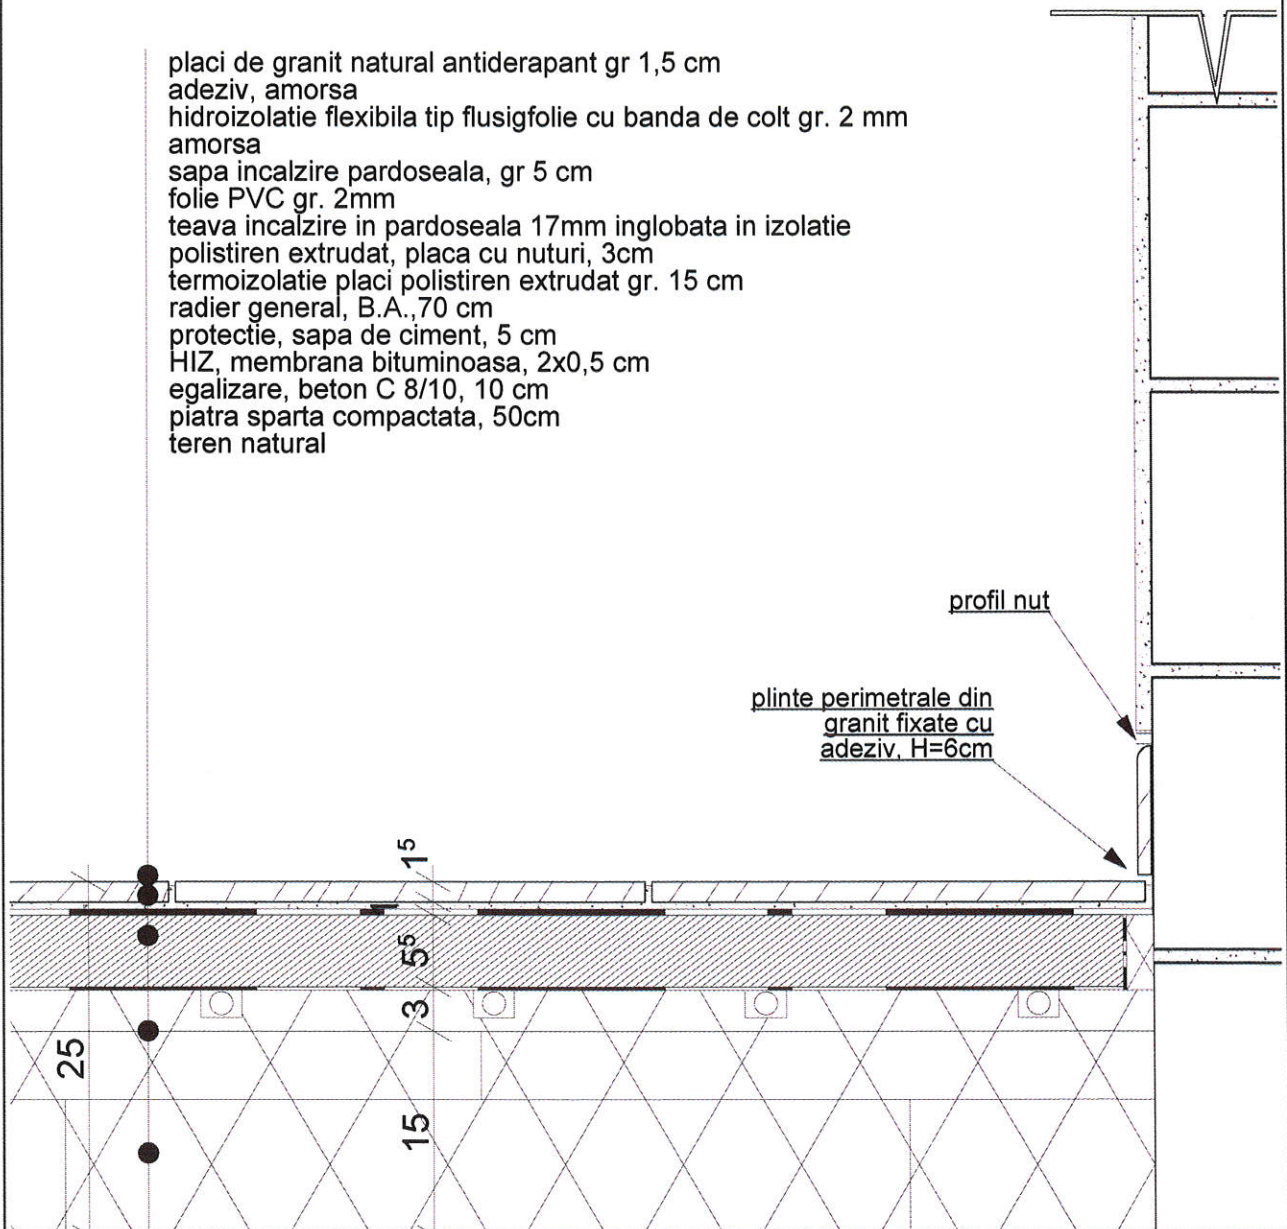 placi de granit natural antiderapant gr 1,5 cm
adeziv, amorsa
hidroizolatie flexibila tip flusigfolie cu banda de colt gr. 2 mm
amorsa
sapa incalzire pardoseala, gr 5 cm
folie PVC gr. 2mm
teava incalzire in pardoseala 17mm inglobata in izolatie
polistiren extrudat, placa cu nuturi, 3cm
termoizolatie placi polistiren extrudat gr. 15 cm
radier general, B.A.,70 cm
protectie, sapa de ciment, 5 cm
HIZ, membrana bituminoasa, 2x0,5 cm
egalizare, beton C 8/10, 10 cm
piatra sparta compactata, 50cm
teren natural
profil nut
plinte perimetrale din
granit fixate cu
adeziv, H=6cm
1⁵
5⁵
3
25
15